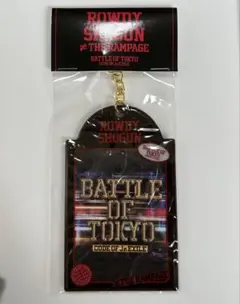 ROWDY
SHOGUN
≠ THE RAMPAGE
BATTLE OF TOKYO
ROWDY
SHOGUN
BATTLE
OF
TOKYO
CODE OF Jr.EXILE